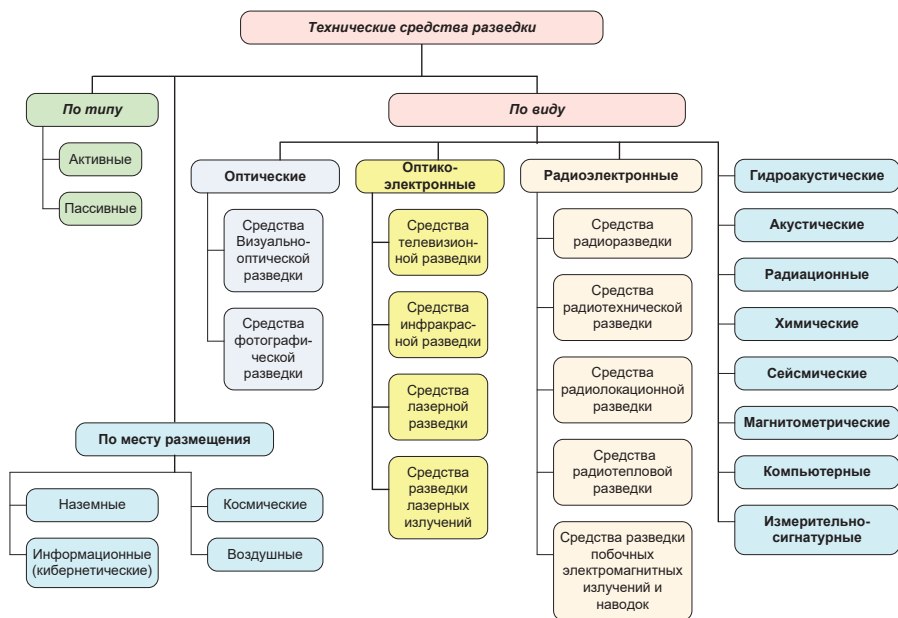 Технические средства разведки
По типу
Активные
Пассивные
По виду
Оптические
Средства
Визуально-
оптической
разведки
Средства
фотографи-
ческой
разведки
Оптико-
электронные
Средства
телевизион-
ной разведки
Средства
инфракрас-
ной разведки
Средства
лазерной
разведки
Средства
разведки
лазерных
излучений
Радиоэлектронные
Средства
радиоразведки
Средства
радиотехнической
разведки
Средства
радиолокационной
разведки
Средства
радиотепловой
разведки
Средства разведки
побочных
электромагнитных
излучений и
наводок
Гидроакустические
Акустические
Радиационные
Химические
Сейсмические
Магнитометрические
Компьютерные
Измерительно-
сигнатурные
По месту размещения
Наземные
Информационные
(кибернетические)
Космические
Воздушные